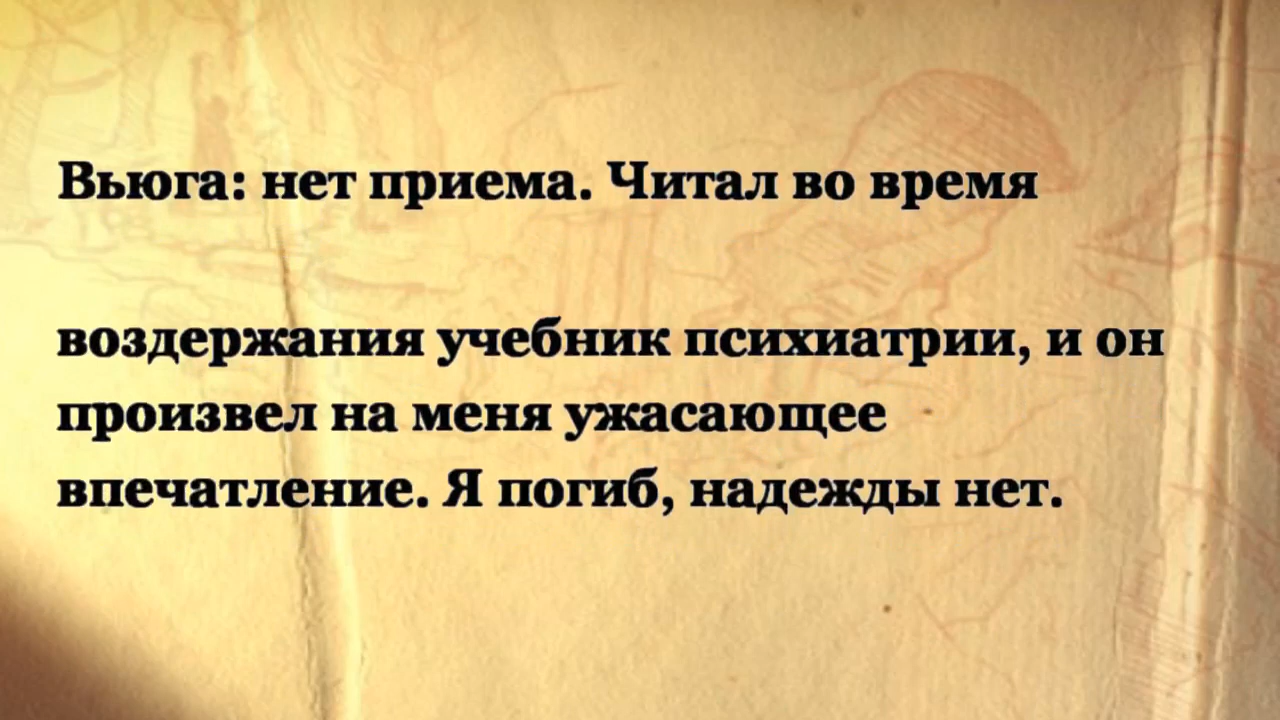 Вьюга: нет приема. Читал во время
воздержания учебник психиатрии, и он
произвел на меня ужасающее
впечатление. Я погиб, надежды нет.